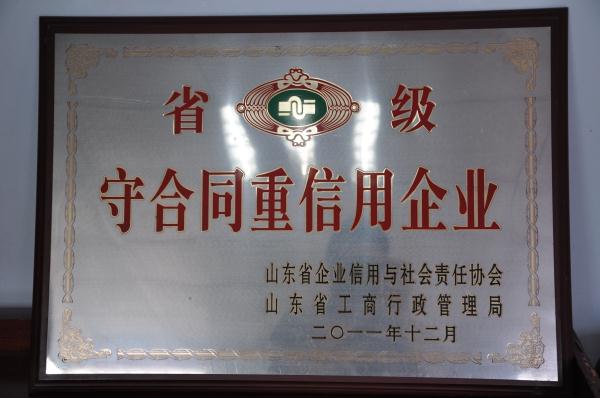 省级
守合同重信用企业
山东省企业信用与社会责任协会
山东省工商行政管理局
二〇一一年十二月